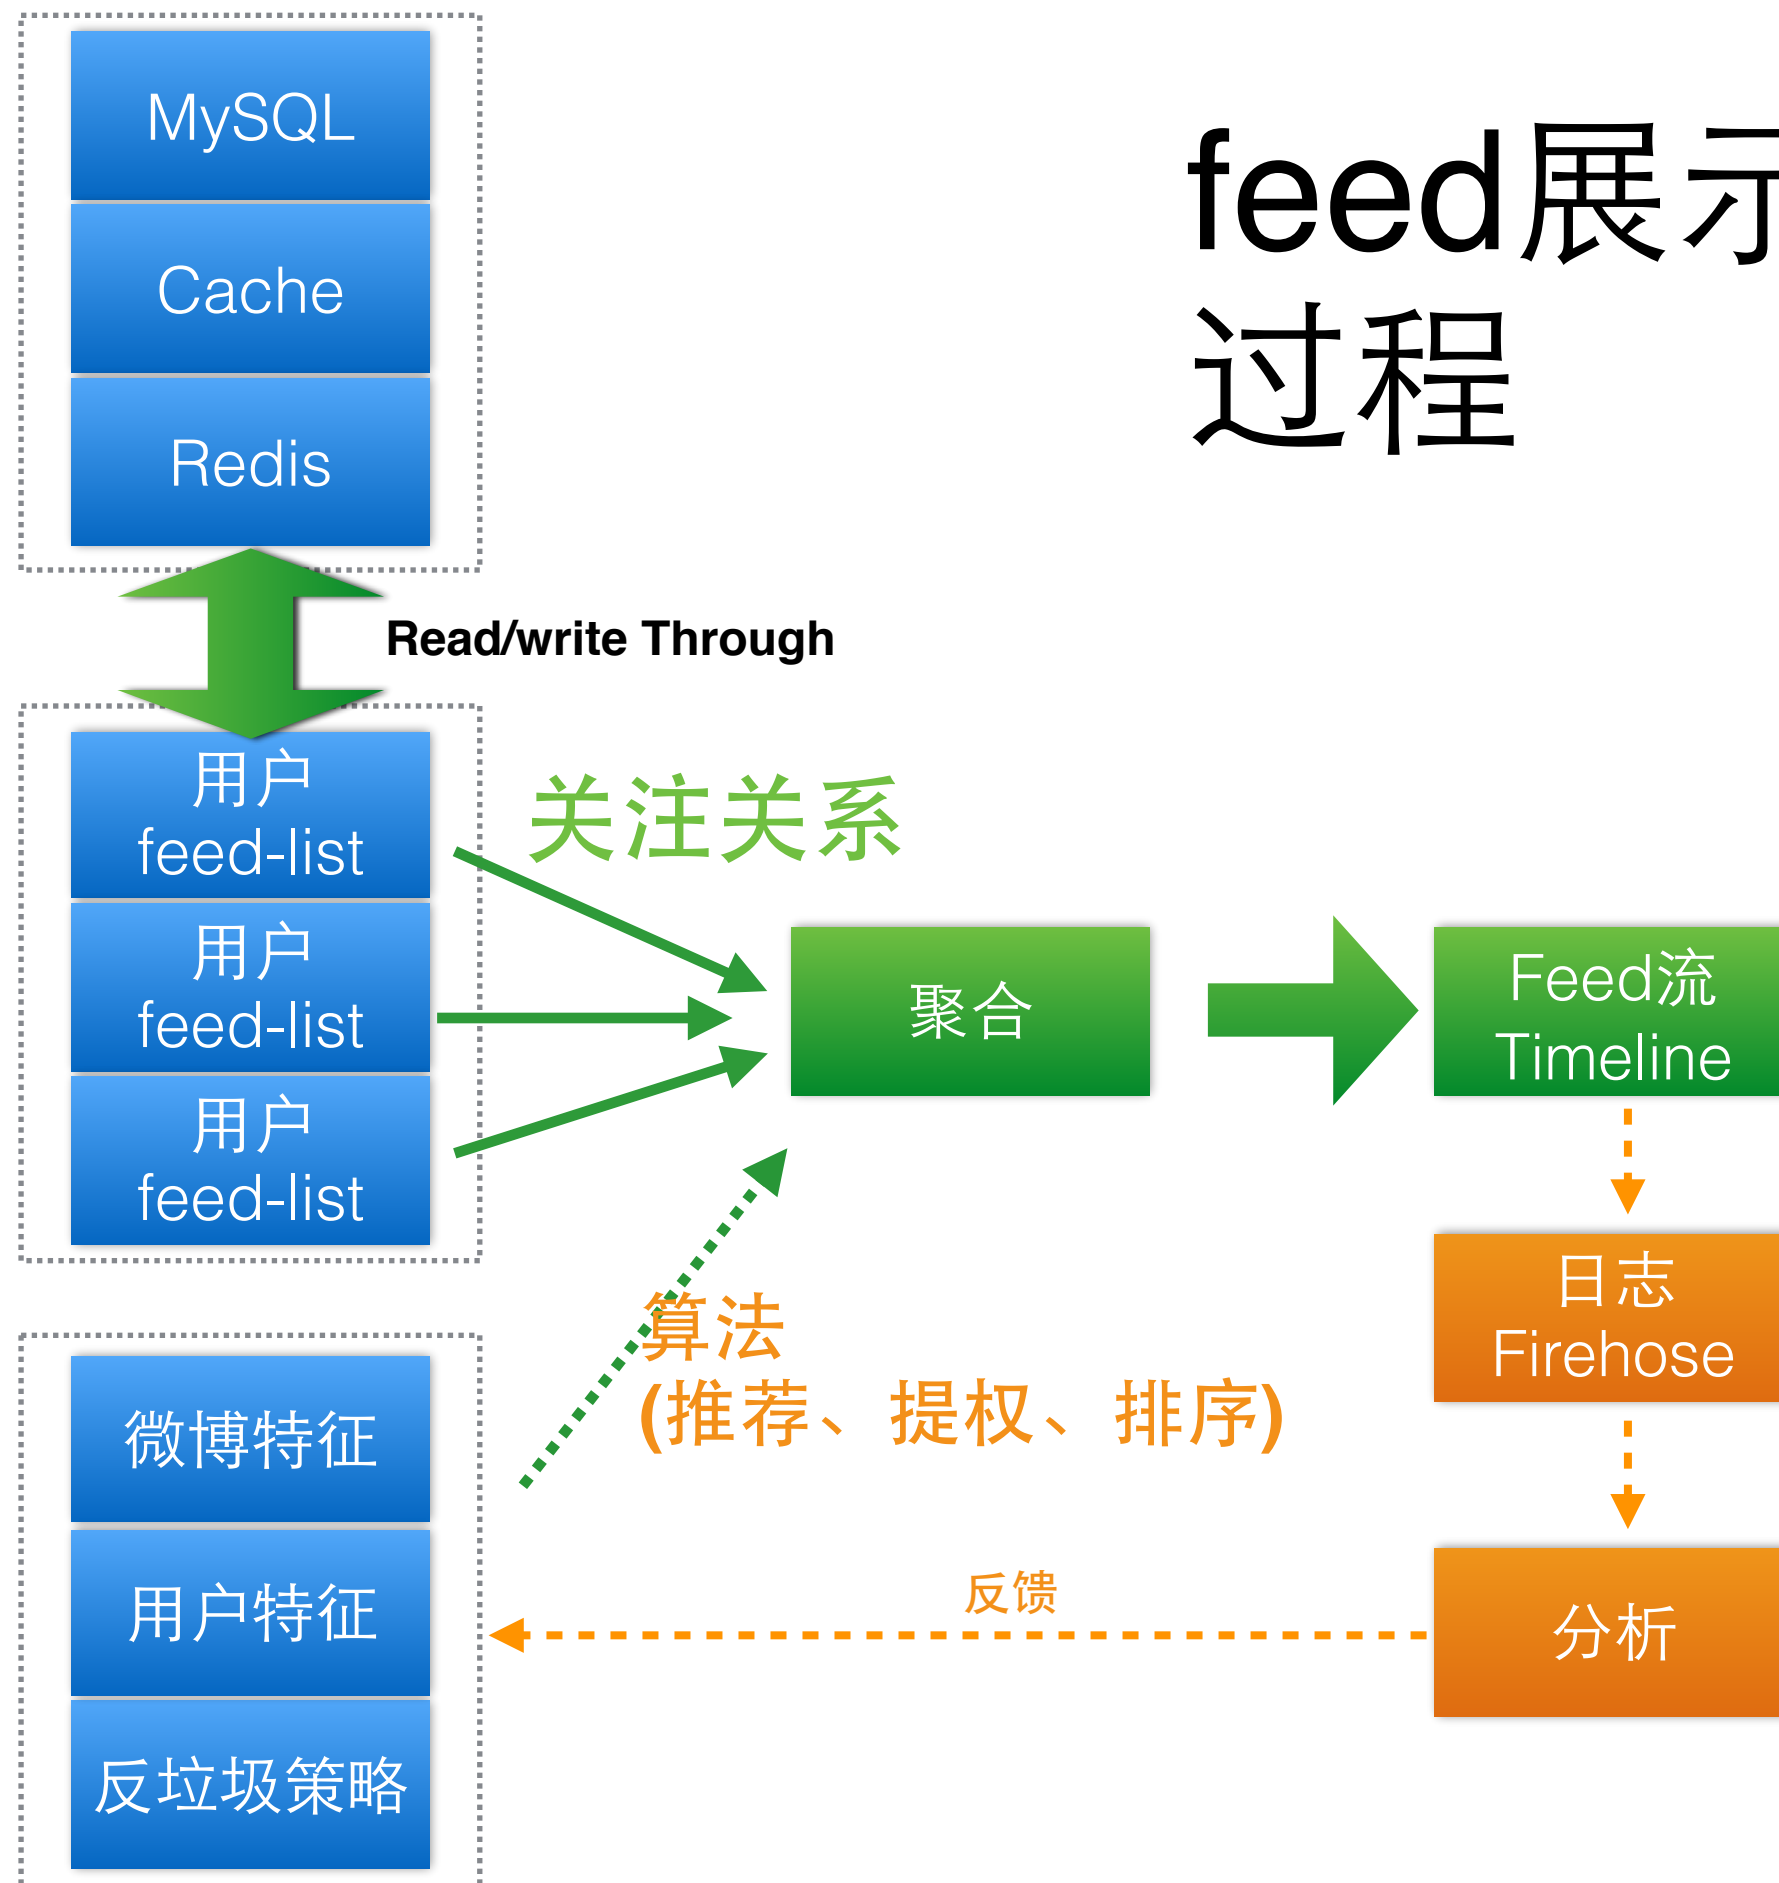 MySQL
Cache
Redis
feed展示
过程
Read/write Through
用户
feed-list
用户
feed-list
用户
feed-list
关注关系
聚合
Feed流
Timeline
算法
(推荐、提权、排序)
日志
Firehose
微博特征
用户特征
反垃圾策略
反馈
分析